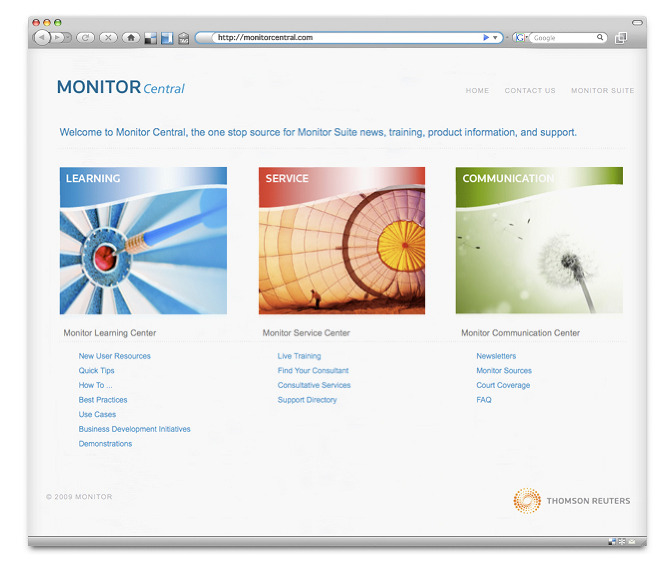 http://monitorcentral.com
Google
MONITOR Central
HOME CONTACT US MONITOR SUITE
Welcome to Monitor Central, the one stop source for Monitor Suite news, training, product information, and support.
LEARNING
SERVICE
COMMUNICATION
Monitor Learning Center
New User Resources
Quick Tips
How To ...
Best Practices
Use Cases
Business Development Initiatives
Demonstrations
Monitor Service Center
Live Training
Find Your Consultant
Consultative Services
Support Directory
Monitor Communication Center
Newsletters
Monitor Sources
Court Coverage
FAQ
© 2009 MONITOR
THOMSON REUTERS